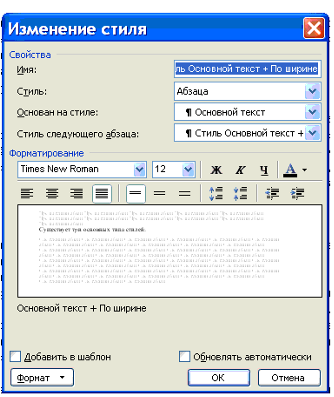 Изменение стиля
Свойства
Имя: ль Основной текст + По ширине
Стиль: Абзаца
Основан на стиле: ¶ Основной текст
Стиль следующего абзаца: ¶ Стиль Основной текст +
Форматирование
Times New Roman 12 Ж К Ч А
Существует три основных типа стилей.
Основной текст + По ширине
Добавить в шаблон Обновлять автоматически
Формат ОК Отмена